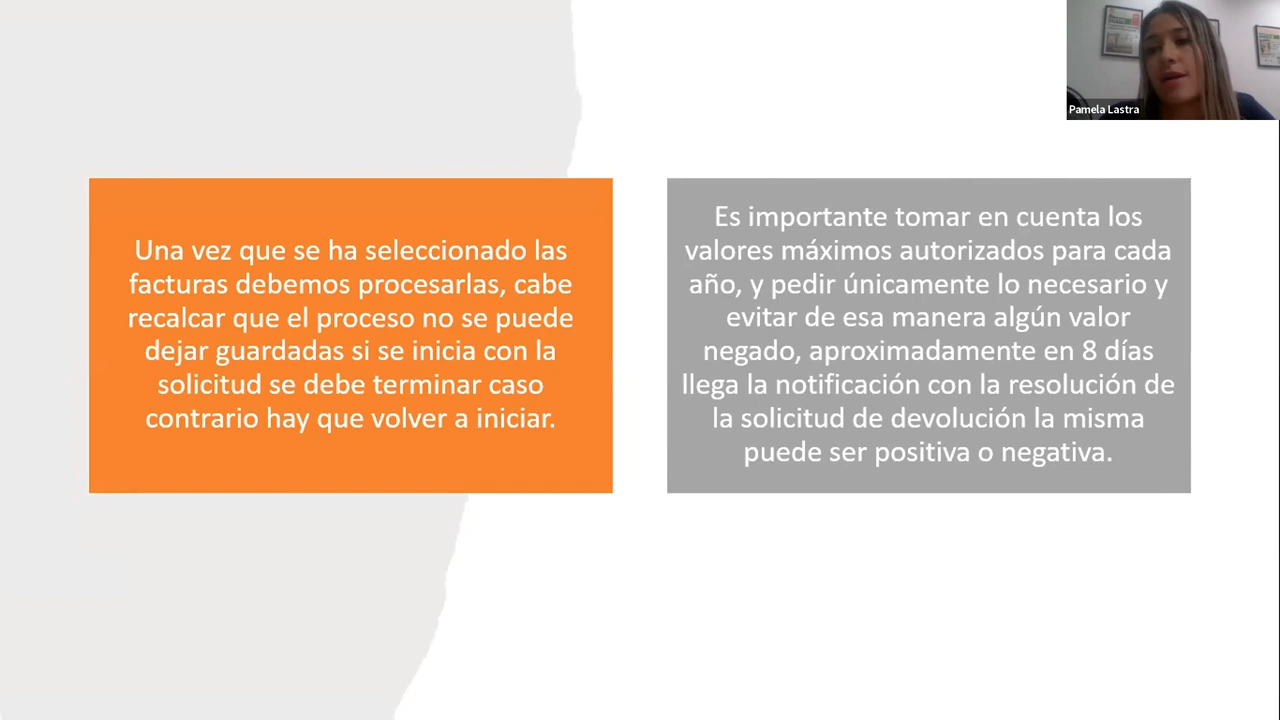 Pamela Lastra
Una vez que se ha seleccionado las
facturas debemos procesarlas, cabe
recalcar que el proceso no se puede
dejar guardadas si se inicia con la
solicitud se debe terminar caso
contrario hay que volver a iniciar.
Es importante tomar en cuenta los
valores máximos autorizados para cada
año, y pedir únicamente lo necesario y
evitar de esa manera algún valor
negado, aproximadamente en 8 días
llega la notificación con la resolución de
la solicitud de devolución la misma
puede ser positiva o negativa.